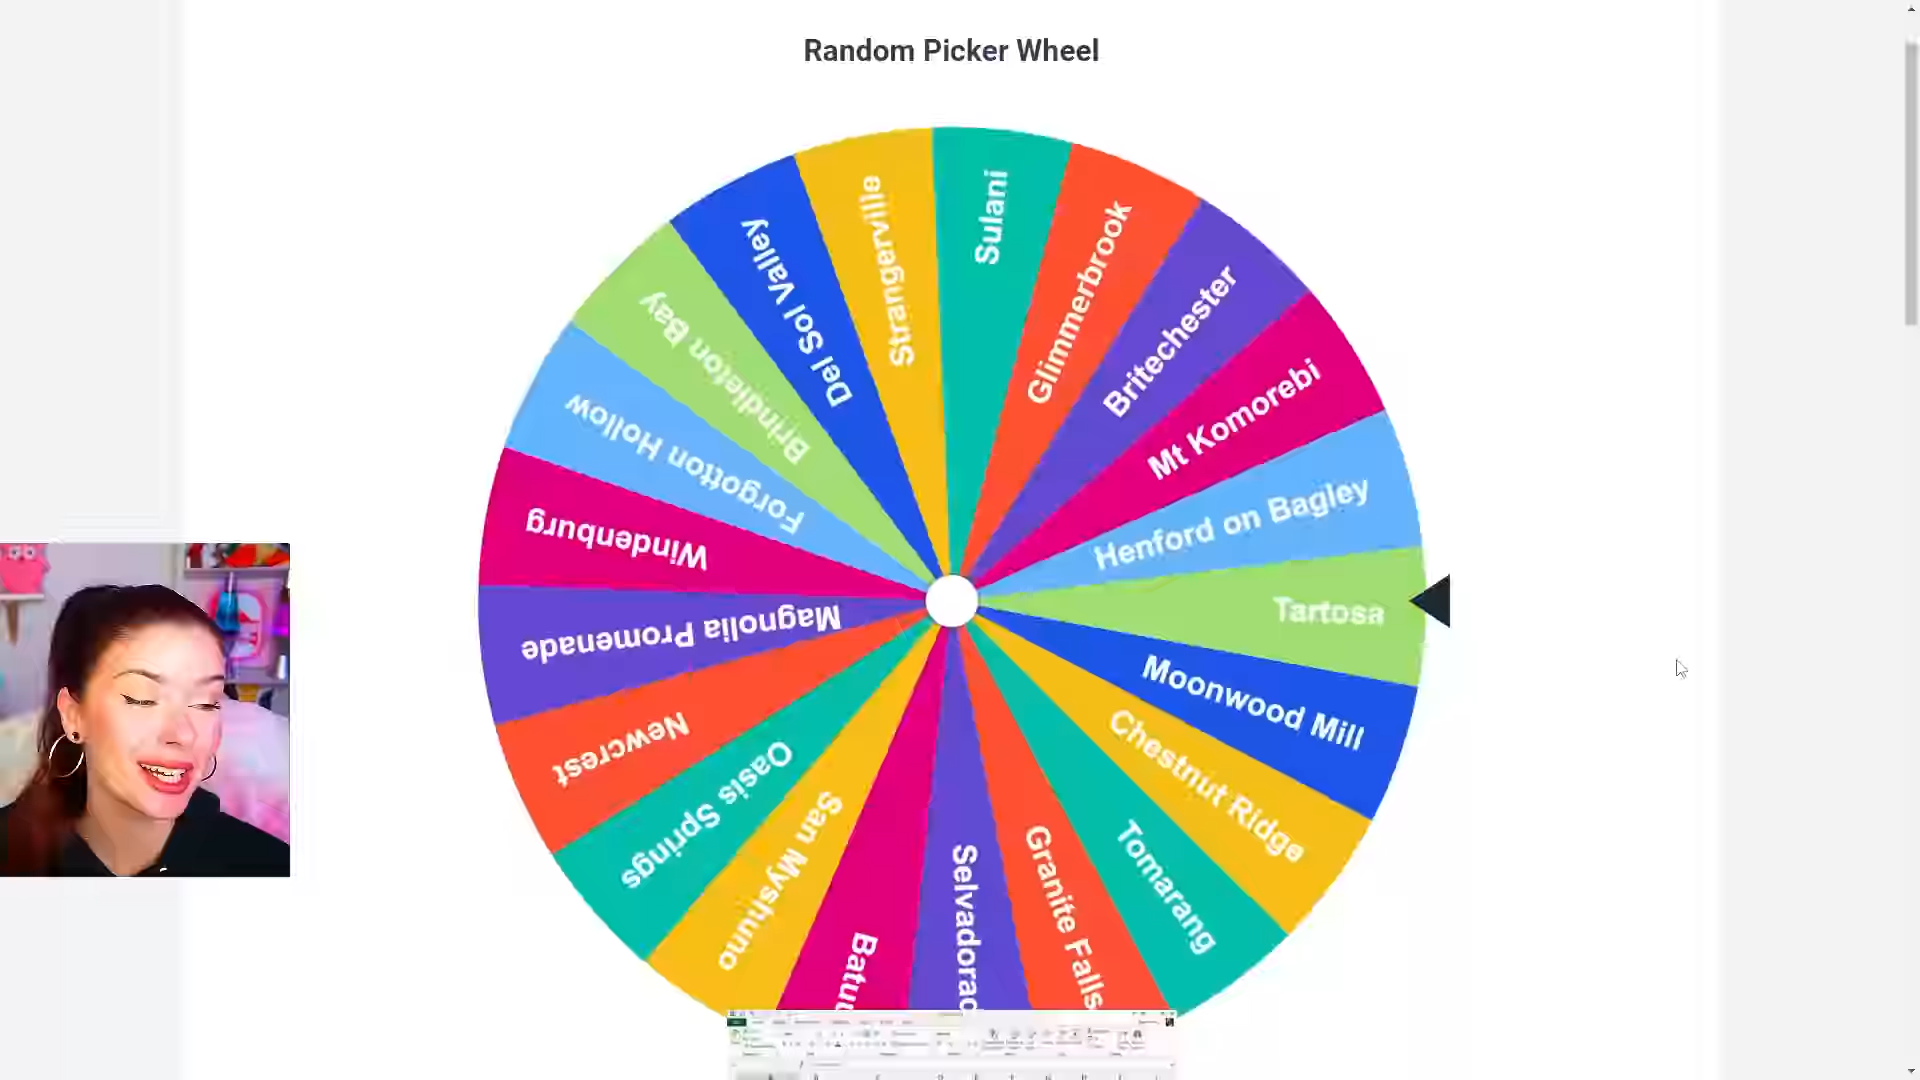 Random Picker Wheel
Sulani
Glimmerbrook
Britechester
Mt Komorebi
Henford on Bagley
Tartosa
Moonwood Mill
Chestnut Ridge
Tomarang
Granite Falls
Selvadorad
Batuu
San Myshuno
Oasis Springs
Newcrest
Magnolia Promenade
Windenburg
Forgotton Hollow
Brindleton Bay
Del Sol Valley
Strangerville